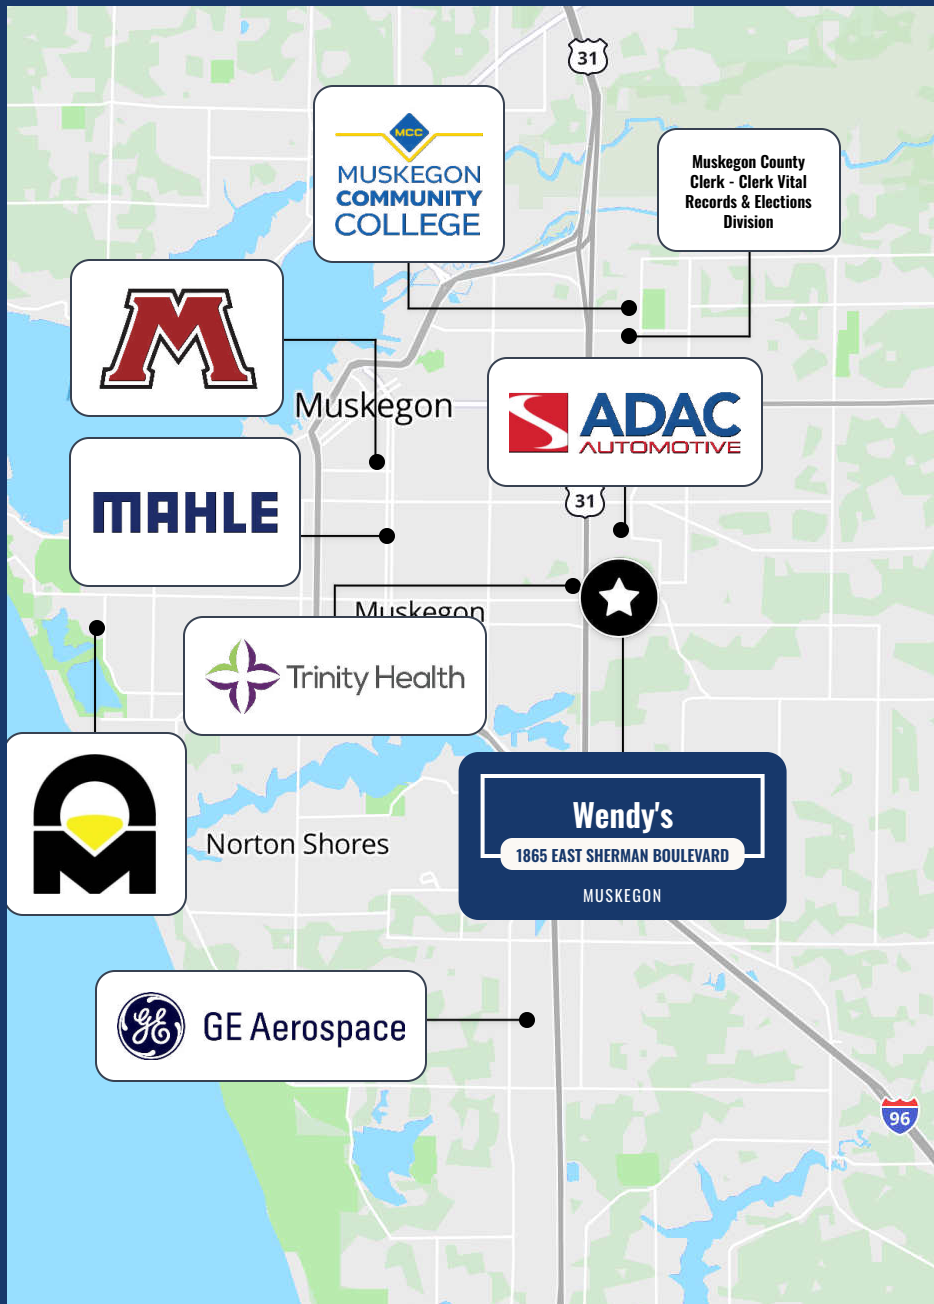 31
MCC
MUSKEGON
COMMUNITY
COLLEGE
Muskegon County
Clerk - Clerk Vital
Records & Elections
Division
M
Muskegon
ADAC
AUTOMOTIVE
MAHLE
31
Muskegon
Trinity Health
Wendy's
1865 EAST SHERMAN BOULEVARD
MUSKEGON
Norton Shores
GE Aerospace
96